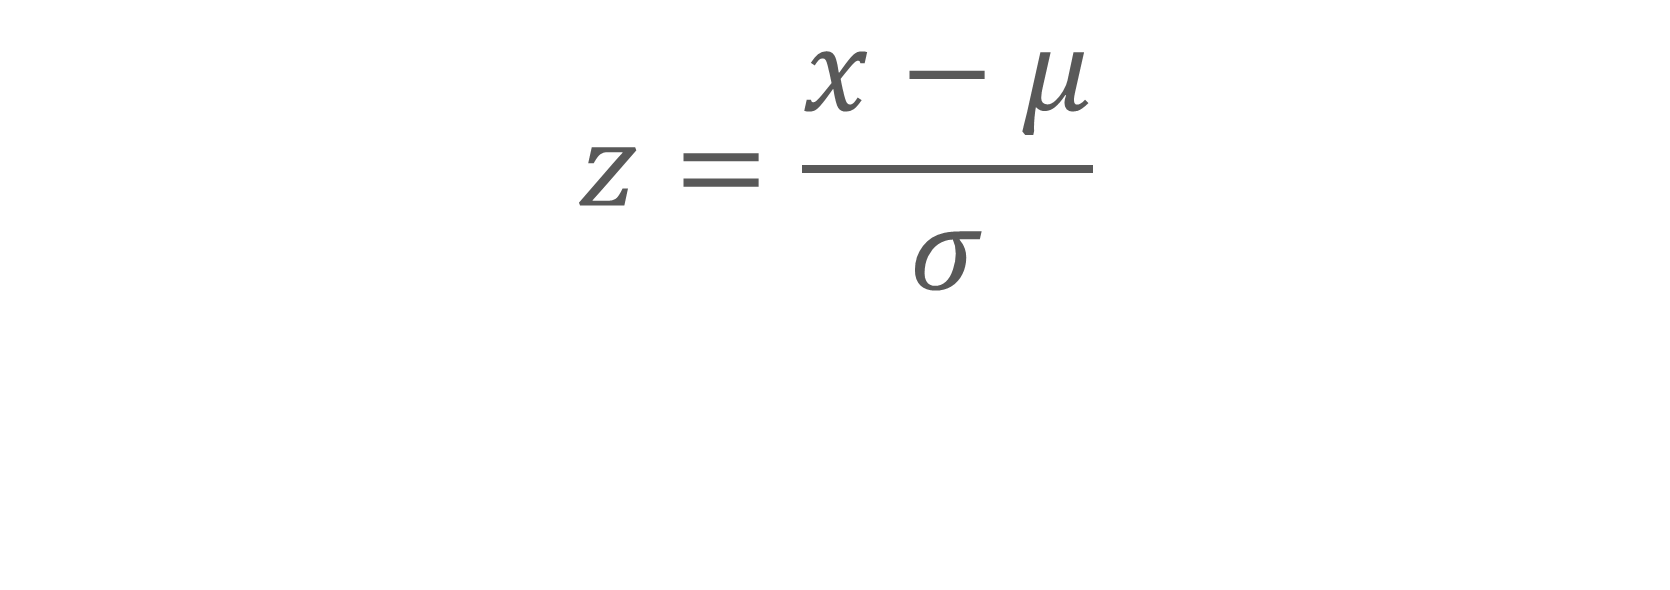 z = (x − μ) / σ